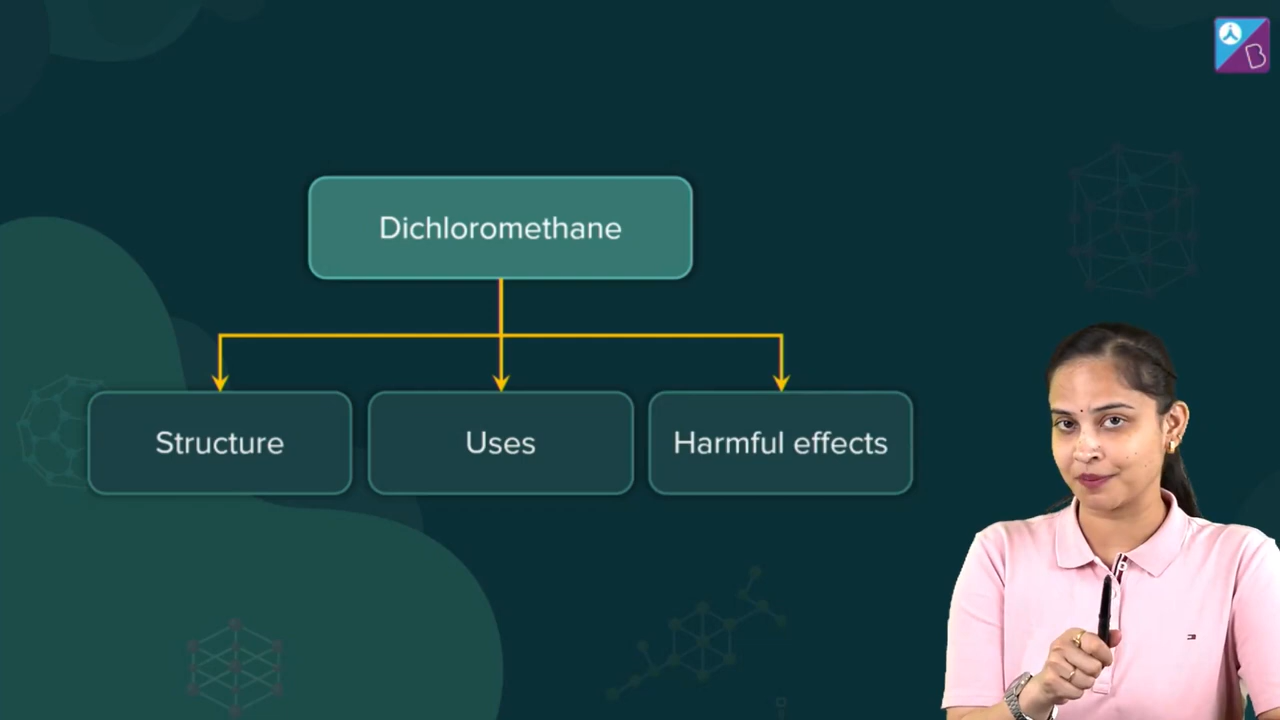 Dichloromethane
Structure
Uses
Harmful effects
B